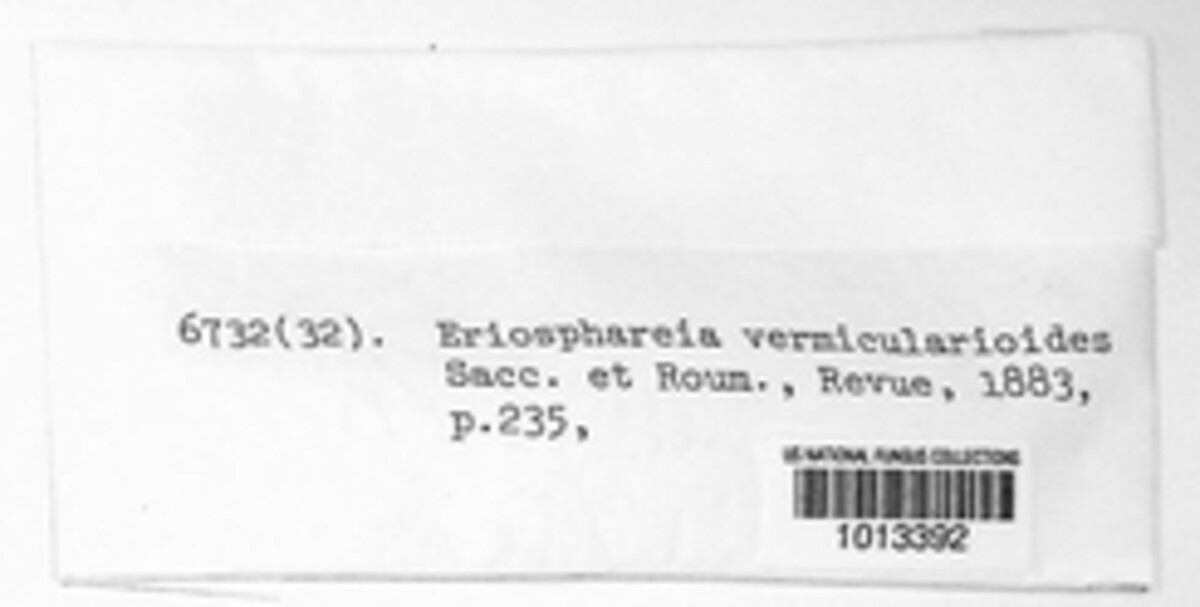 6732(32). Eriosphareia vermicularioides
Sacc. et Roum., Revue, 1883,
p.235,
US NATIONAL FUNGUS COLLECTIONS
1013392